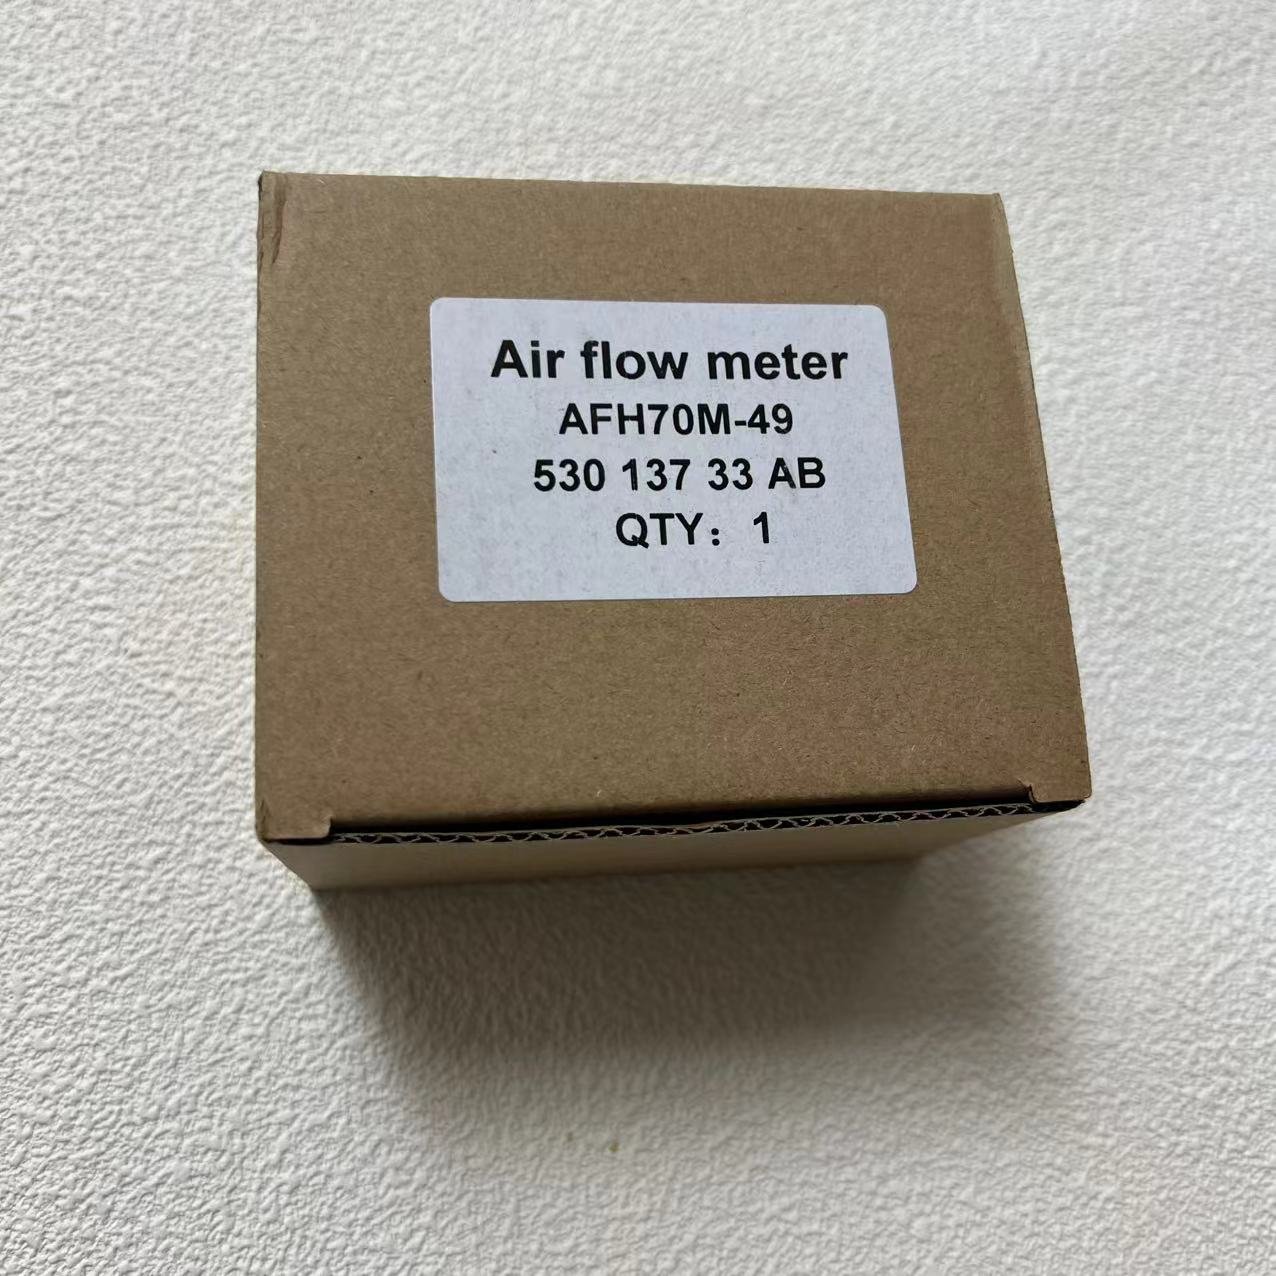 Air flow meter
AFH70M-49
530 137 33 AB
QTY： 1